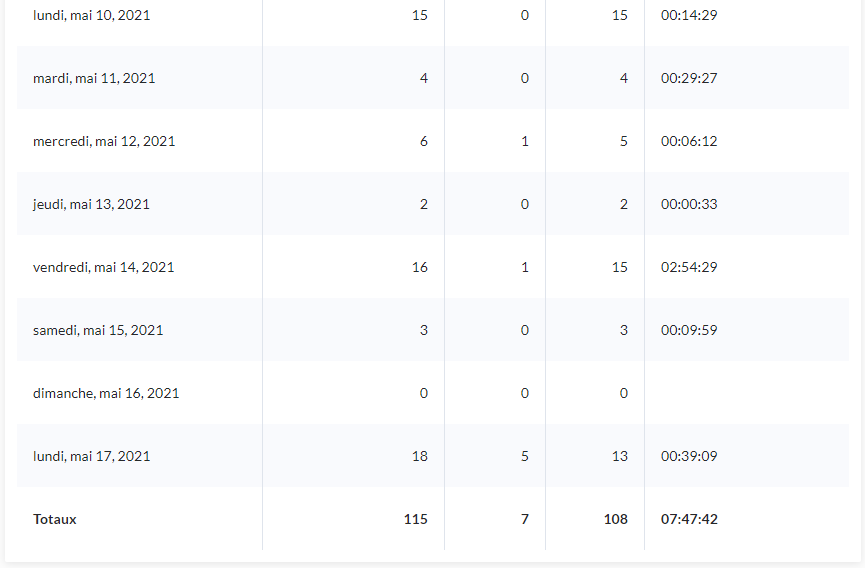 lundi, mai 10, 2021 15 0 15 00:14:29
mardi, mai 11, 2021 4 0 4 00:29:27
mercredi, mai 12, 2021 6 1 5 00:06:12
jeudi, mai 13, 2021 2 0 2 00:00:33
vendredi, mai 14, 2021 16 1 15 02:54:29
samedi, mai 15, 2021 3 0 3 00:09:59
dimanche, mai 16, 2021 0 0 0
lundi, mai 17, 2021 18 5 13 00:39:09
Totaux 115 7 108 07:47:42